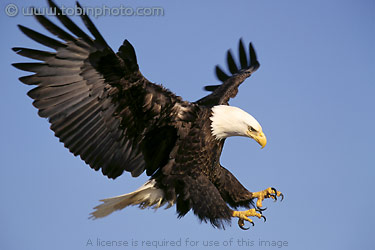 © www.tobinphoto.com
A license is required for use of this image